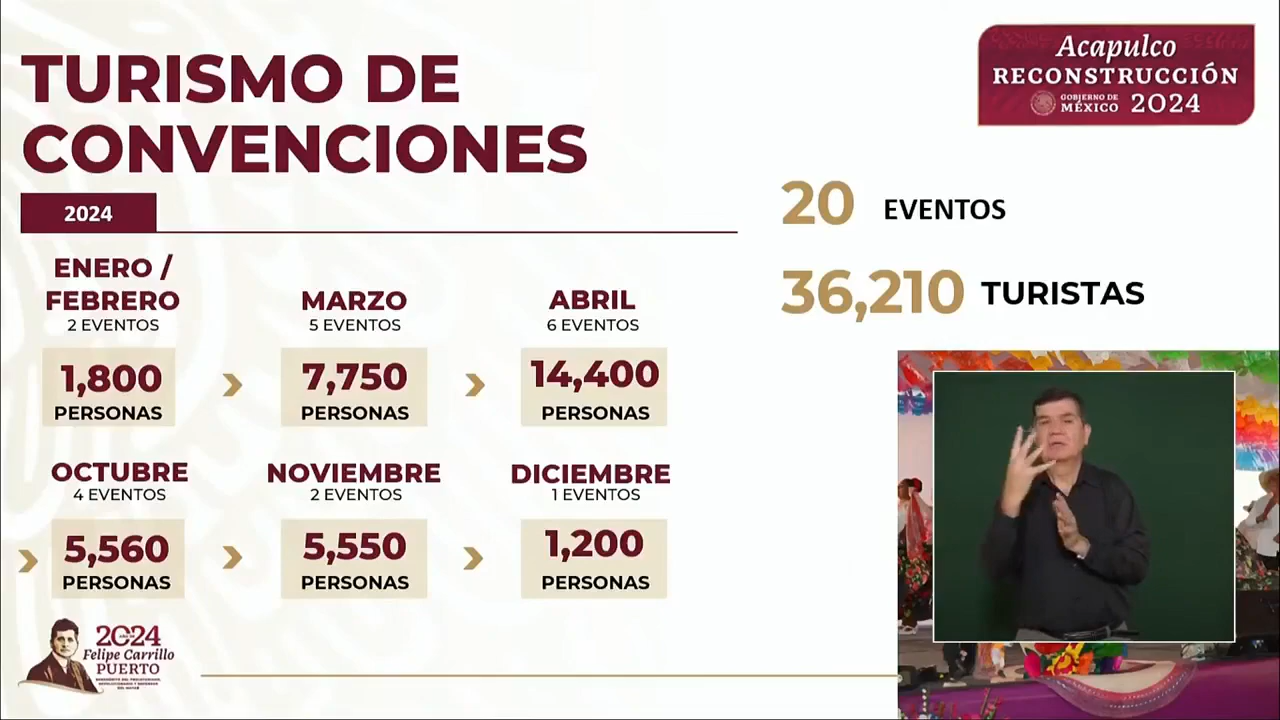 TURISMO DE
CONVENCIONES
2024
Acapulco
RECONSTRUCCIÓN
GOBIERNO DE
MÉXICO 2024
20 EVENTOS
36,210 TURISTAS
ENERO /
FEBRERO
2 EVENTOS
1,800
PERSONAS
MARZO
5 EVENTOS
7,750
PERSONAS
ABRIL
6 EVENTOS
14,400
PERSONAS
OCTUBRE
4 EVENTOS
5,560
PERSONAS
NOVIEMBRE
2 EVENTOS
5,550
PERSONAS
DICIEMBRE
1 EVENTOS
1,200
PERSONAS
2024
Felipe Carrillo
PUERTO